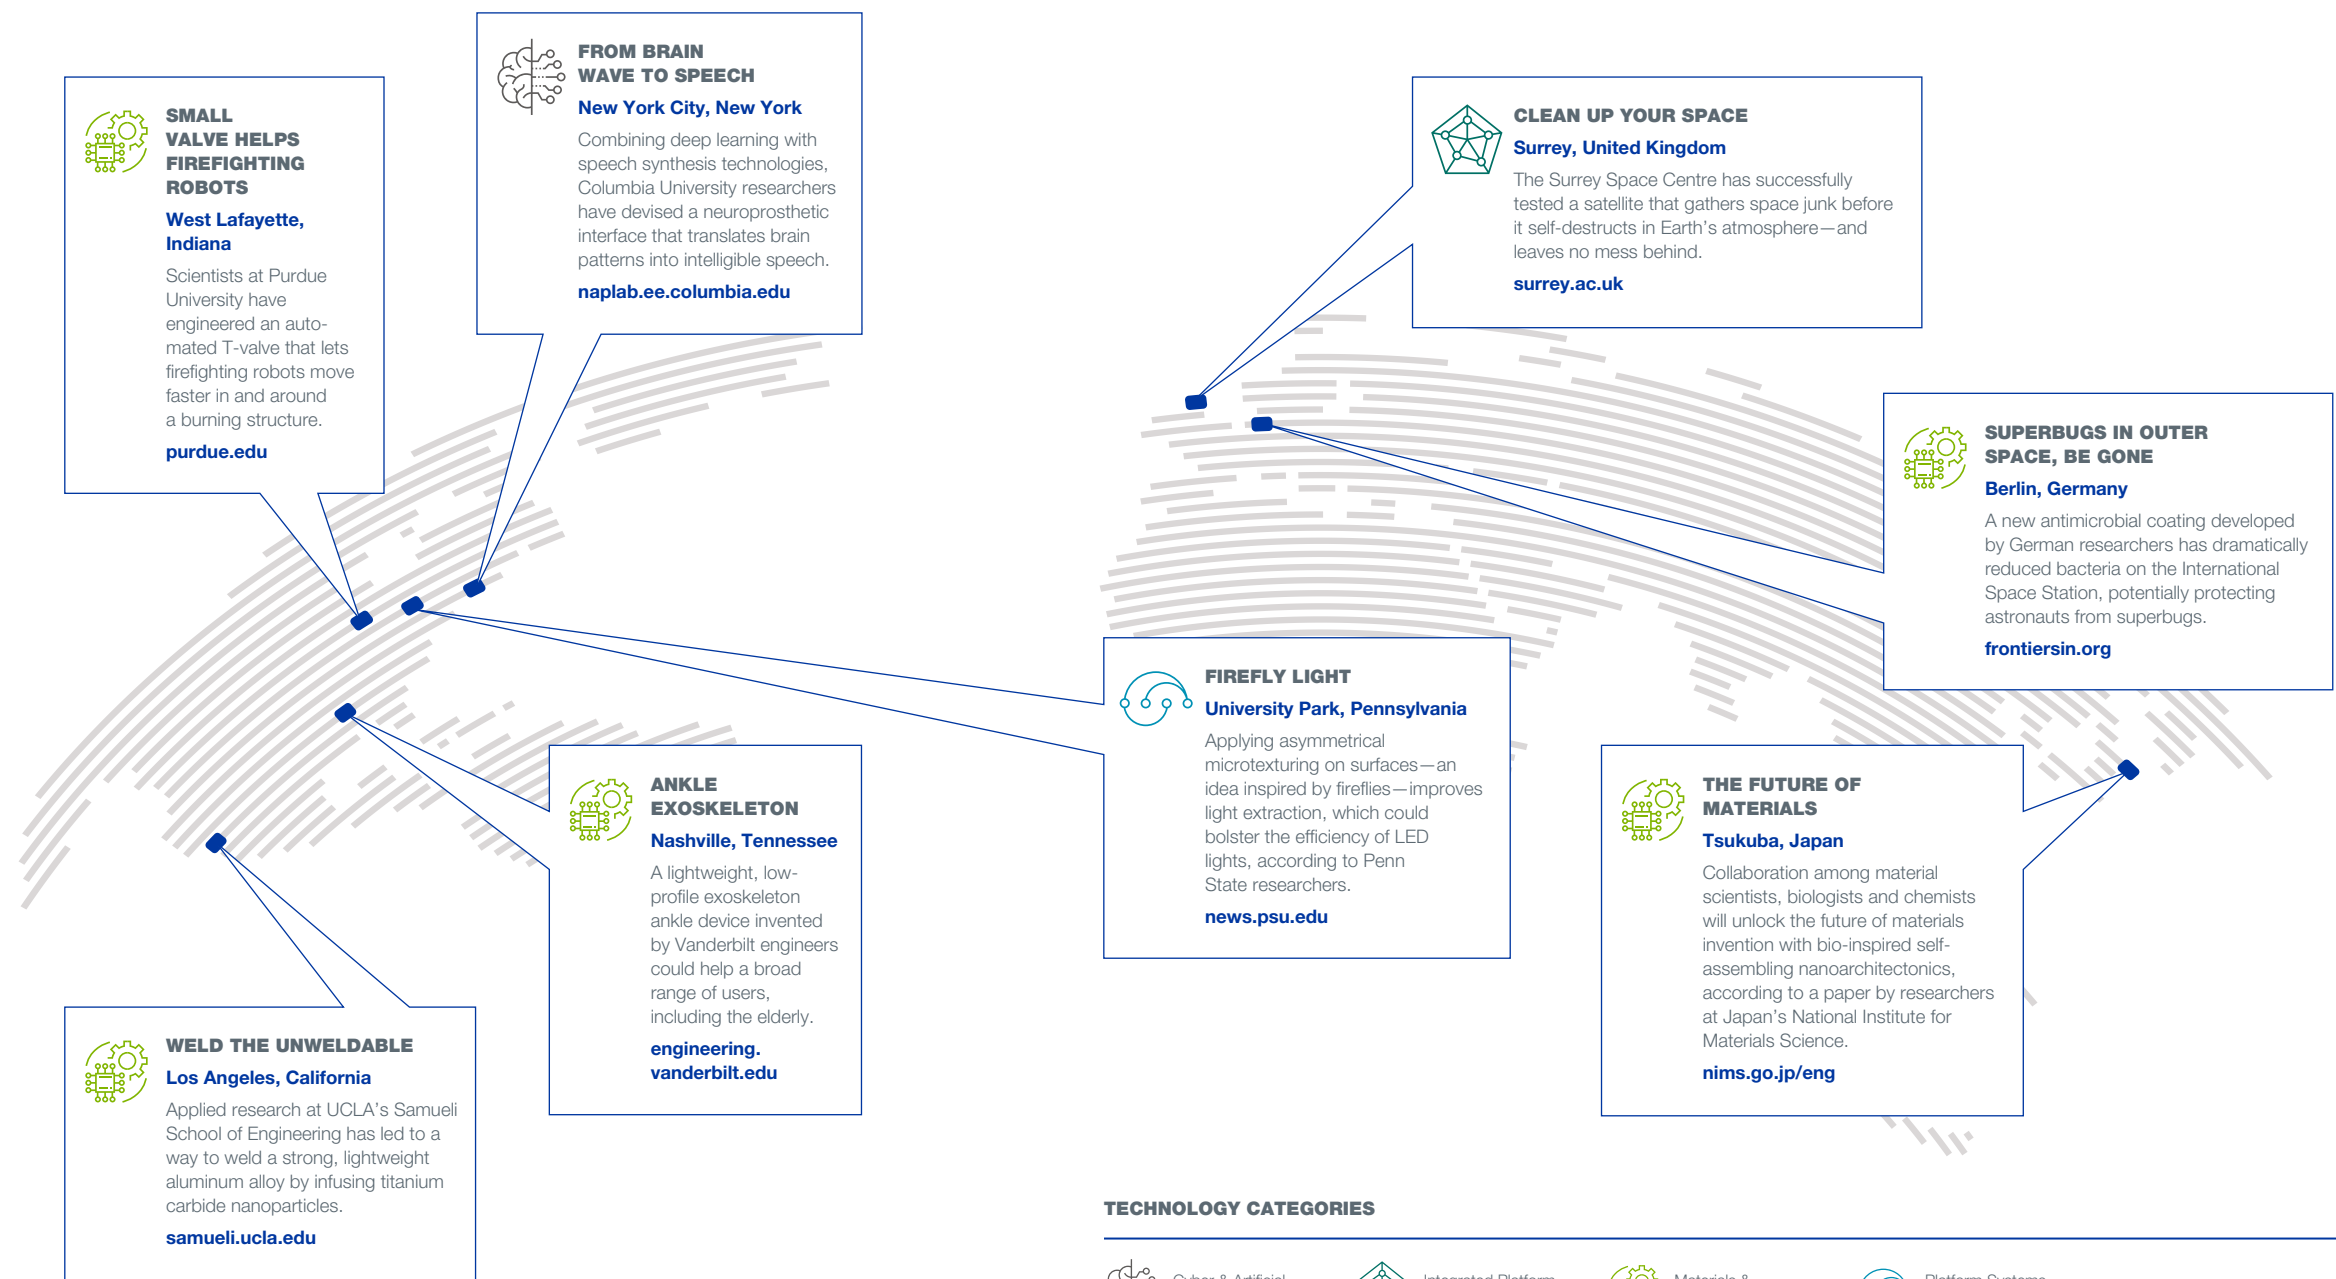 SMALL
VALVE HELPS
FIREFIGHTING
ROBOTS
West Lafayette,
Indiana
Scientists at Purdue
University have
engineered an auto-
mated T-valve that lets
firefighting robots move
faster in and around
a burning structure.
purdue.edu
FROM BRAIN
WAVE TO SPEECH
New York City, New York
Combining deep learning with
speech synthesis technologies,
Columbia University researchers
have devised a neuroprosthetic
interface that translates brain
patterns into intelligible speech.
naplab.ee.columbia.edu
CLEAN UP YOUR SPACE
Surrey, United Kingdom
The Surrey Space Centre has successfully
tested a satellite that gathers space junk before
it self-destructs in Earth's atmosphere—and
leaves no mess behind.
surrey.ac.uk
SUPERBUGS IN OUTER
SPACE, BE GONE
Berlin, Germany
A new antimicrobial coating developed
by German researchers has dramatically
reduced bacteria on the International
Space Station, potentially protecting
astronauts from superbugs.
frontiersin.org
FIREFLY LIGHT
University Park, Pennsylvania
Applying asymmetrical
microtexturing on surfaces—an
idea inspired by fireflies—improves
light extraction, which could
bolster the efficiency of LED
lights, according to Penn
State researchers.
news.psu.edu
ANKLE
EXOSKELETON
Nashville, Tennessee
A lightweight, low-
profile exoskeleton
ankle device invented
by Vanderbilt engineers
could help a broad
range of users,
including the elderly.
engineering.
vanderbilt.edu
THE FUTURE OF
MATERIALS
Tsukuba, Japan
Collaboration among material
scientists, biologists and chemists
will unlock the future of materials
invention with bio-inspired self-
assembling nanoarchitectonics,
according to a paper by researchers
at Japan's National Institute for
Materials Science.
nims.go.jp/eng
WELD THE UNWELDABLE
Los Angeles, California
Applied research at UCLA's Samueli
School of Engineering has led to a
way to weld a strong, lightweight
aluminum alloy by infusing titanium
carbide nanoparticles.
samueli.ucla.edu
TECHNOLOGY CATEGORIES
Cyber & Artificial
Integrated Platform
Materials &
Platform Systems